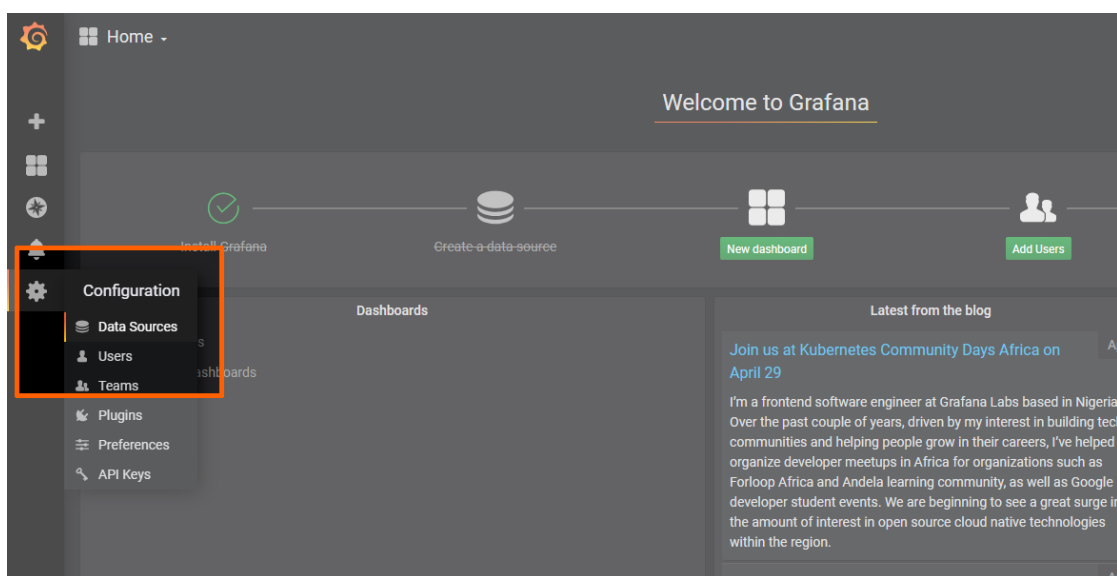 Home
Welcome to Grafana
Install Grafana
Create a data source
New dashboard
Add Users
Configuration
Data Sources
Users
Teams
Plugins
Preferences
API Keys
Dashboards
s
ashboards
Latest from the blog
Join us at Kubernetes Community Days Africa on
April 29
A
I'm a frontend software engineer at Grafana Labs based in Nigeria
Over the past couple of years, driven by my interest in building tec
communities and helping people grow in their careers, I've helped
organize developer meetups in Africa for organizations such as
Forloop Africa and Andela learning community, as well as Google
developer student events. We are beginning to see a great surge i
the amount of interest in open source cloud native technologies
within the region.